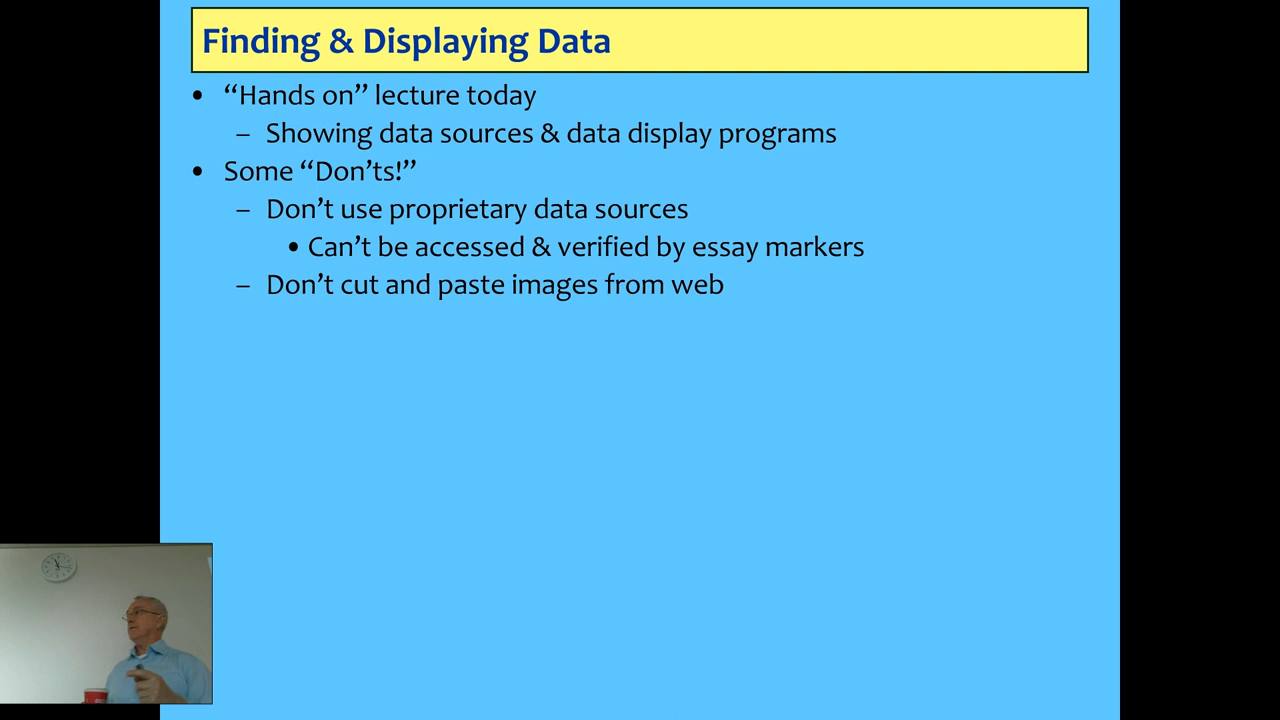 Finding & Displaying Data
• “Hands on” lecture today
– Showing data sources & data display programs
• Some “Don’ts!”
– Don’t use proprietary data sources
• Can’t be accessed & verified by essay markers
– Don’t cut and paste images from web